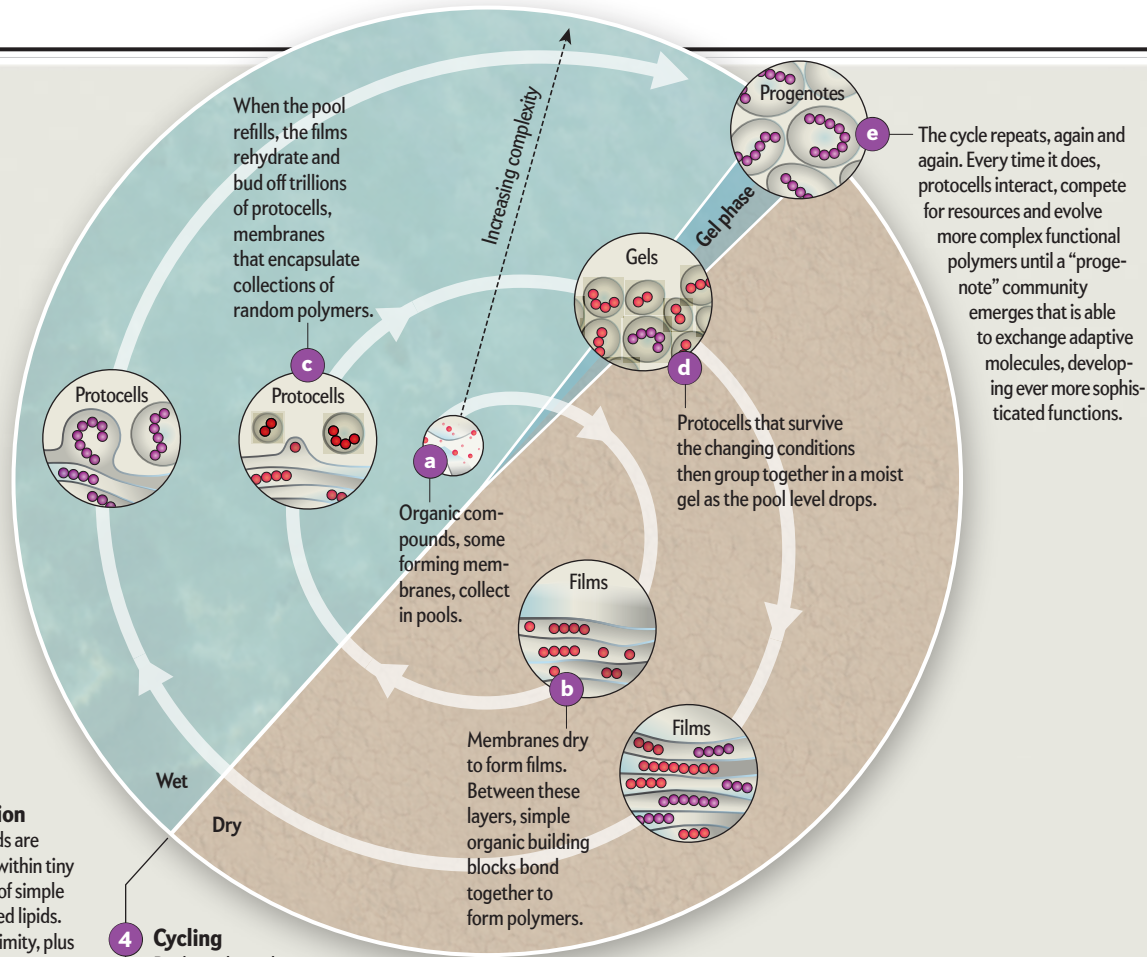 When the pool
refills, the films
rehydrate and
bud off trillions
of protocells,
membranes
that encapsulate
collections of
random polymers.
c
Protocells
Protocells
Increasing complexity
Gel phase
Progenotes
e
The cycle repeats, again and
again. Every time it does,
protocells interact, compete
for resources and evolve
more complex functional
polymers until a “proge-
note” community
emerges that is able
to exchange adaptive
molecules, develop-
ing ever more sophis-
ticated functions.
Gels
d
Protocells that survive
the changing conditions
then group together in a moist
gel as the pool level drops.
a
Organic com-
pounds, some
forming mem-
branes, collect
in pools.
Films
b
Membranes dry
to form films.
Between these
layers, simple
organic building
blocks bond
together to
form polymers.
Films
Wet
Dry
ion
ds are
within tiny
of simple
ed lipids.
imity, plus
4 Cycling